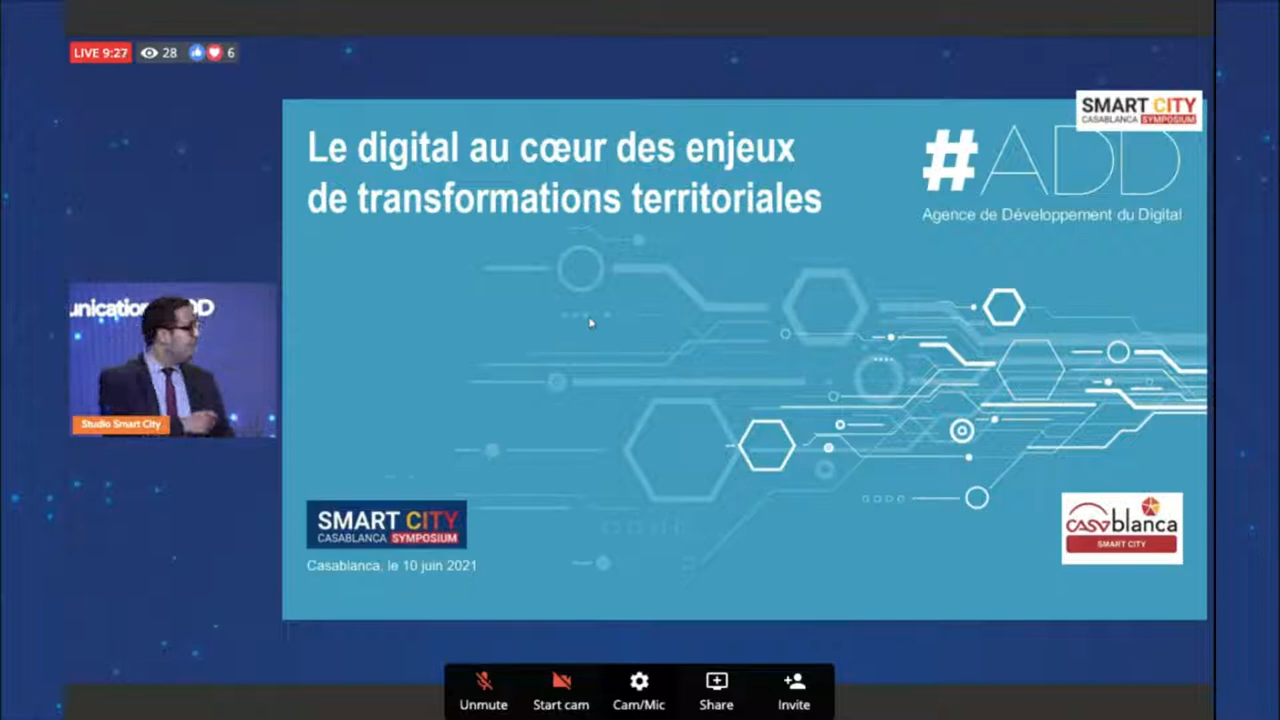 LIVE 9:27
28
6
SMART CITY
CASABLANCA SYMPOSIUM
Le digital au cœur des enjeux
de transformations territoriales
#ADD
Agence de Développement du Digital
Studio Smart City
SMART CITY
CASABLANCA SYMPOSIUM
Casablanca, le 10 juin 2021
casablanca
SMART CITY
Unmute
Start cam
Cam/Mic
Share
Invite